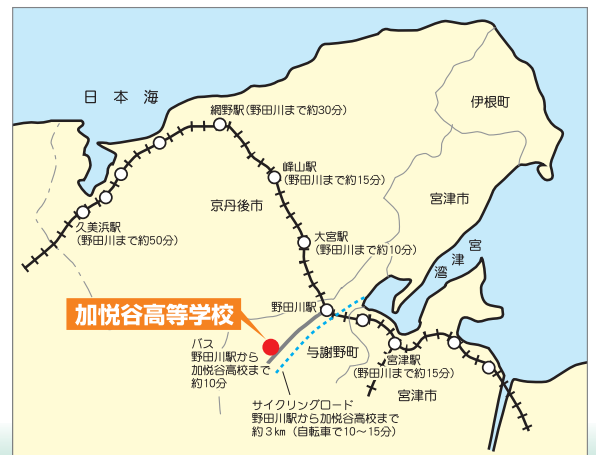 日本海
網野駅(野田川まで約30分)
伊根町
峰山駅
(野田川まで約15分)
宮津市
京丹後市
久美浜駅
(野田川まで約50分)
大宮駅
(野田川まで約10分)
宮津湾
野田川駅
加悦谷高等学校
バス
野田川駅から
加悦谷高校まで
約10分
与謝野町
宮津駅
(野田川まで約15分)
宮津市
サイクリングロード
野田川駅から加悦谷高校まで
約3km(自転車で10~15分)